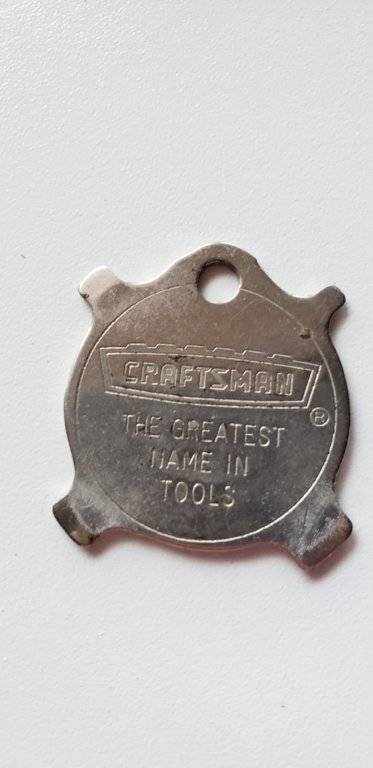 CRAFTSMAN
®
THE GREATEST
NAME IN
TOOLS